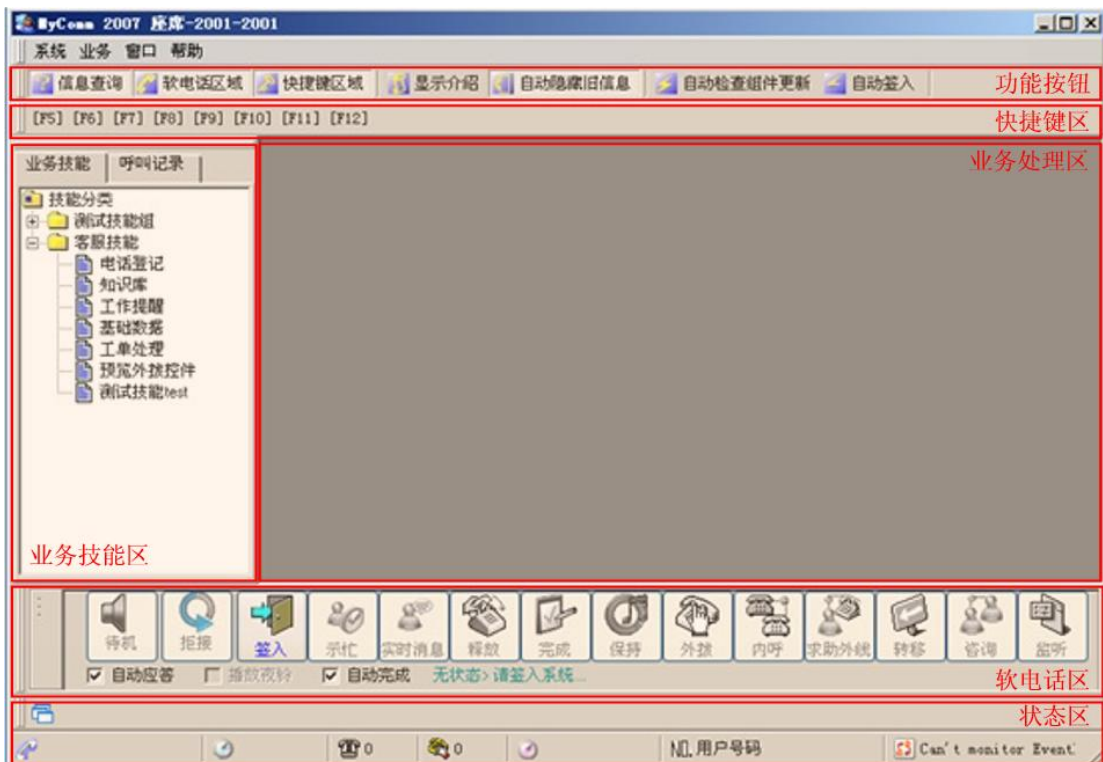 MyComm 2007 座席-2001-2001
系统 业务 窗口 帮助
信息查询 软电话区域 快捷键区域 显示介绍 自动隐藏旧信息 自动检查组件更新 自动签入 功能按钮
[F5] [F6] [F7] [F8] [F9] [F10] [F11] [F12] 快捷键区
业务技能 呼叫记录 业务处理区
技能分类
测试技能组
客服技能
电话登记
知识库
工作提醒
基础数据
工单处理
预览外拨控件
测试技能test
业务技能区
待机 拒接 签入 示忙 实时消息 释放 完成 保持 外拨 内呼 求助外线 转移 咨询 监听
自动应答 播放夜铃 自动完成 无状态>请签入系统...
软电话区
状态区
0 0 NO.用户号码 Can't monitor Event!